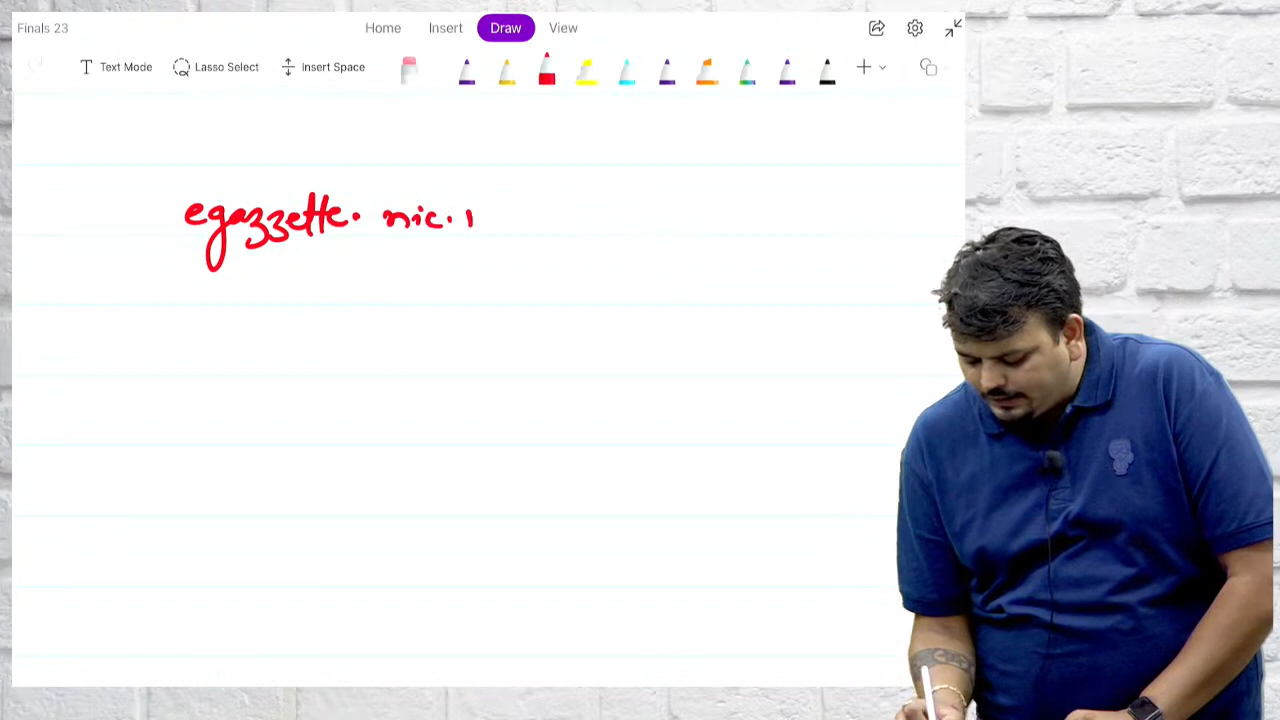 Finals 23
Home Insert Draw View
Text Mode Lasso Select Insert Space
egazzette. nic. i